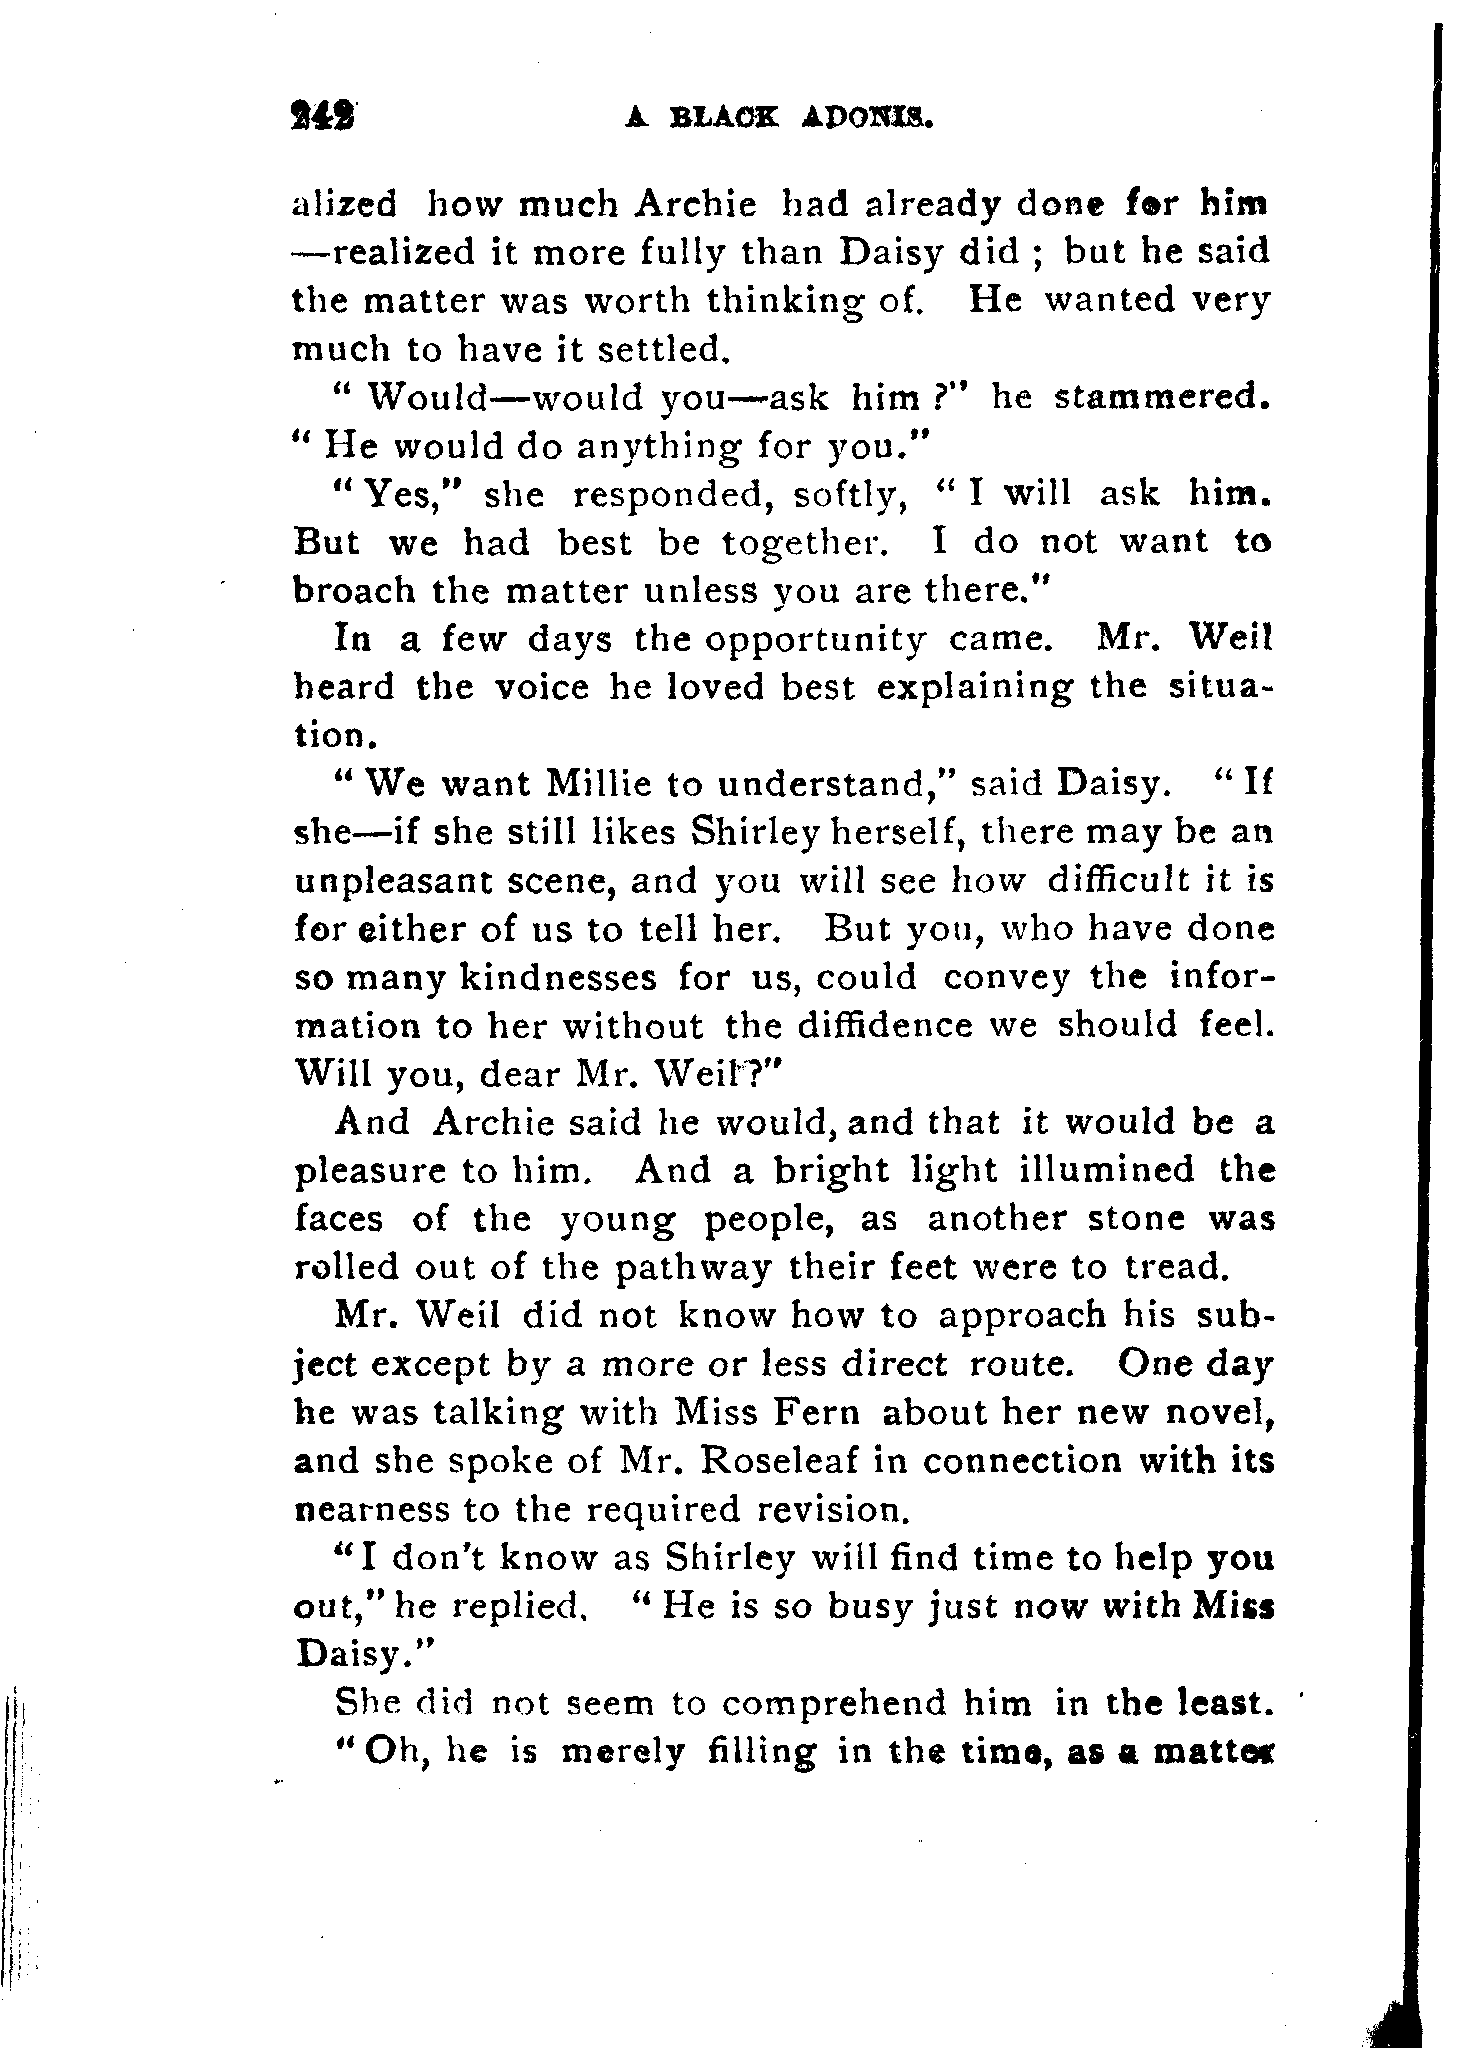 242 A BLACK ADONIS.
alized how much Archie had already done for him
—realized it more fully than Daisy did ; but he said
the matter was worth thinking of. He wanted very
much to have it settled.
" Would—would you—ask him ?" he stammered.
" He would do anything for you."
" Yes," she responded, softly, " I will ask him.
But we had best be together. I do not want to
broach the matter unless you are there."
In a few days the opportunity came. Mr. Weil
heard the voice he loved best explaining the situa-
tion.
" We want Millie to understand," said Daisy. " If
she—if she still likes Shirley herself, there may be an
unpleasant scene, and you will see how difficult it is
for either of us to tell her. But you, who have done
so many kindnesses for us, could convey the infor-
mation to her without the diffidence we should feel.
Will you, dear Mr. Weil?"
And Archie said he would, and that it would be a
pleasure to him. And a bright light illumined the
faces of the young people, as another stone was
rolled out of the pathway their feet were to tread.
Mr. Weil did not know how to approach his sub-
ject except by a more or less direct route. One day
he was talking with Miss Fern about her new novel,
and she spoke of Mr. Roseleaf in connection with its
nearness to the required revision.
" I don't know as Shirley will find time to help you
out," he replied. " He is so busy just now with Miss
Daisy."
She did not seem to comprehend him in the least.
" Oh, he is merely filling in the time, as a matter